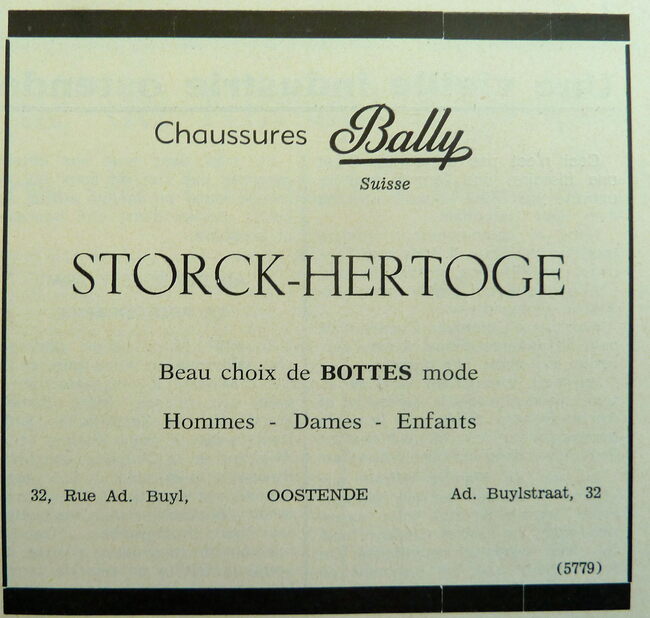 Chaussures Bally
Suisse
STORCK-HERTOGE
Beau choix de BOTTES mode
Hommes - Dames - Enfants
32, Rue Ad. Buyl, OOSTENDE Ad. Buylstraat, 32
(5779)